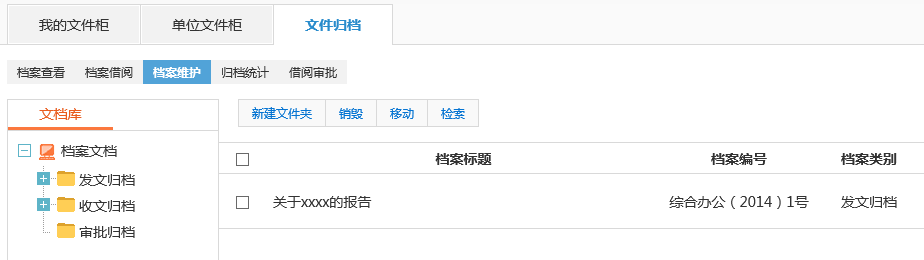 我的文件柜 单位文件柜 文件归档
档案查看 档案借阅 档案维护 归档统计 借阅审批
文档库
档案文档
发文归档
收文归档
审批归档
新建文件夹 销毁 移动 检索
档案标题 档案编号 档案类别
关于xxxx的报告 综合办公（2014）1号 发文归档